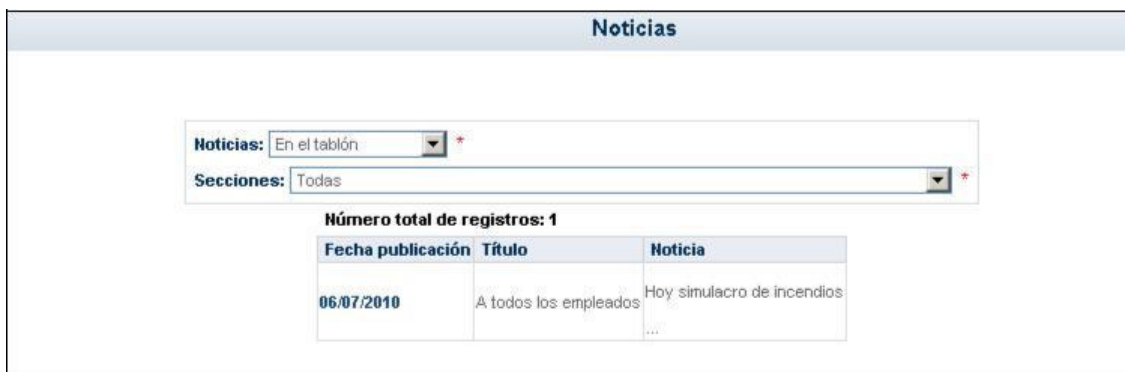 Noticias
Noticias: En el tablón *
Secciones: Todas *
Número total de registros: 1
Fecha publicación Título Noticia
06/07/2010 A todos los empleados Hoy simulacro de incendios
...